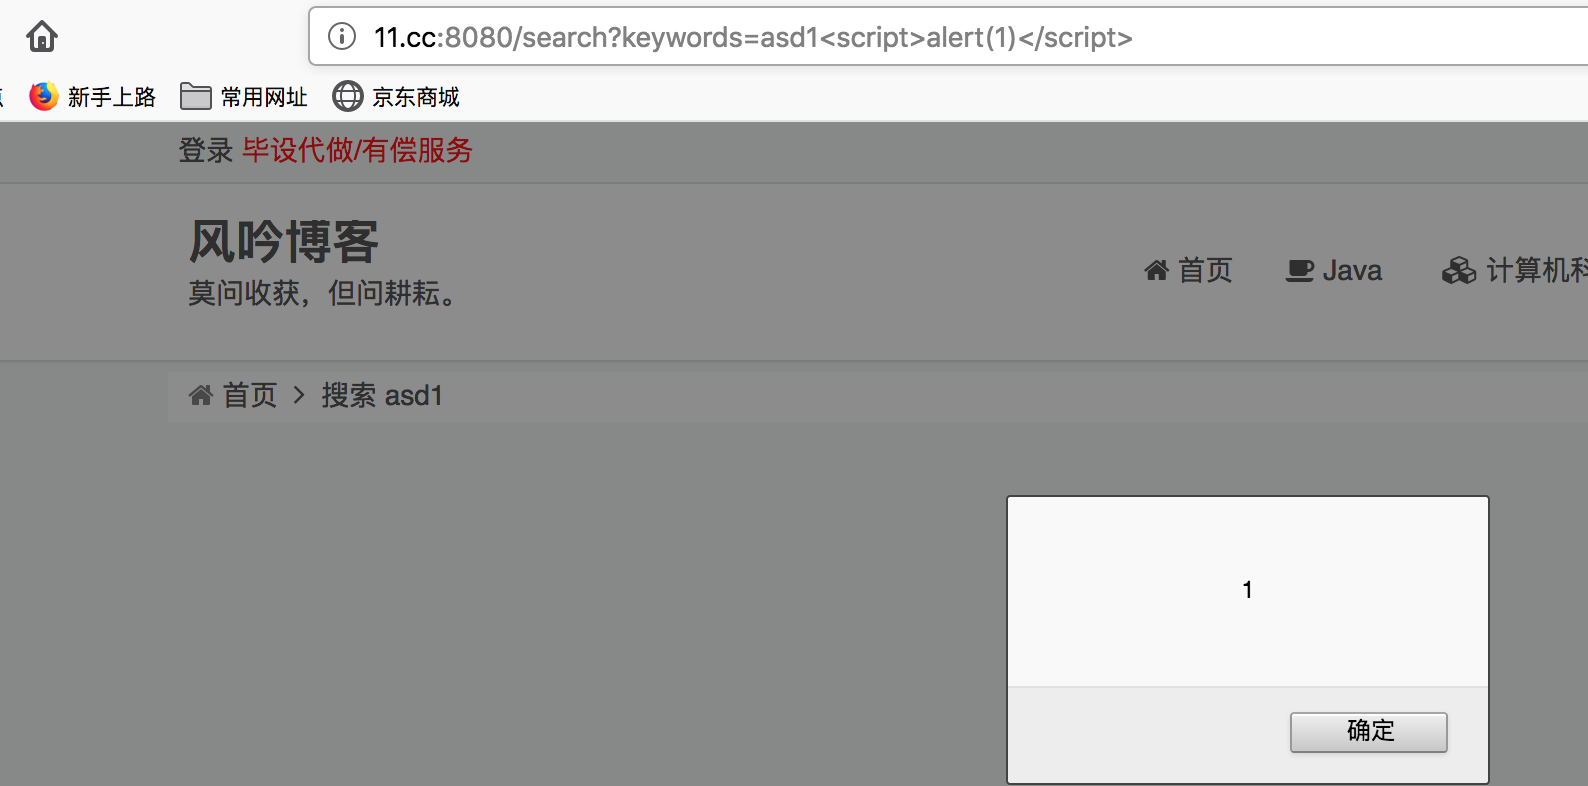 11.cc:8080/search?keywords=asd1<script>alert(1)</script>
新手上路 常用网址 京东商城
登录 毕设代做/有偿服务
风吟博客
莫问收获，但问耕耘。
首页 Java 计算机
首页 > 搜索 asd1
1
确定